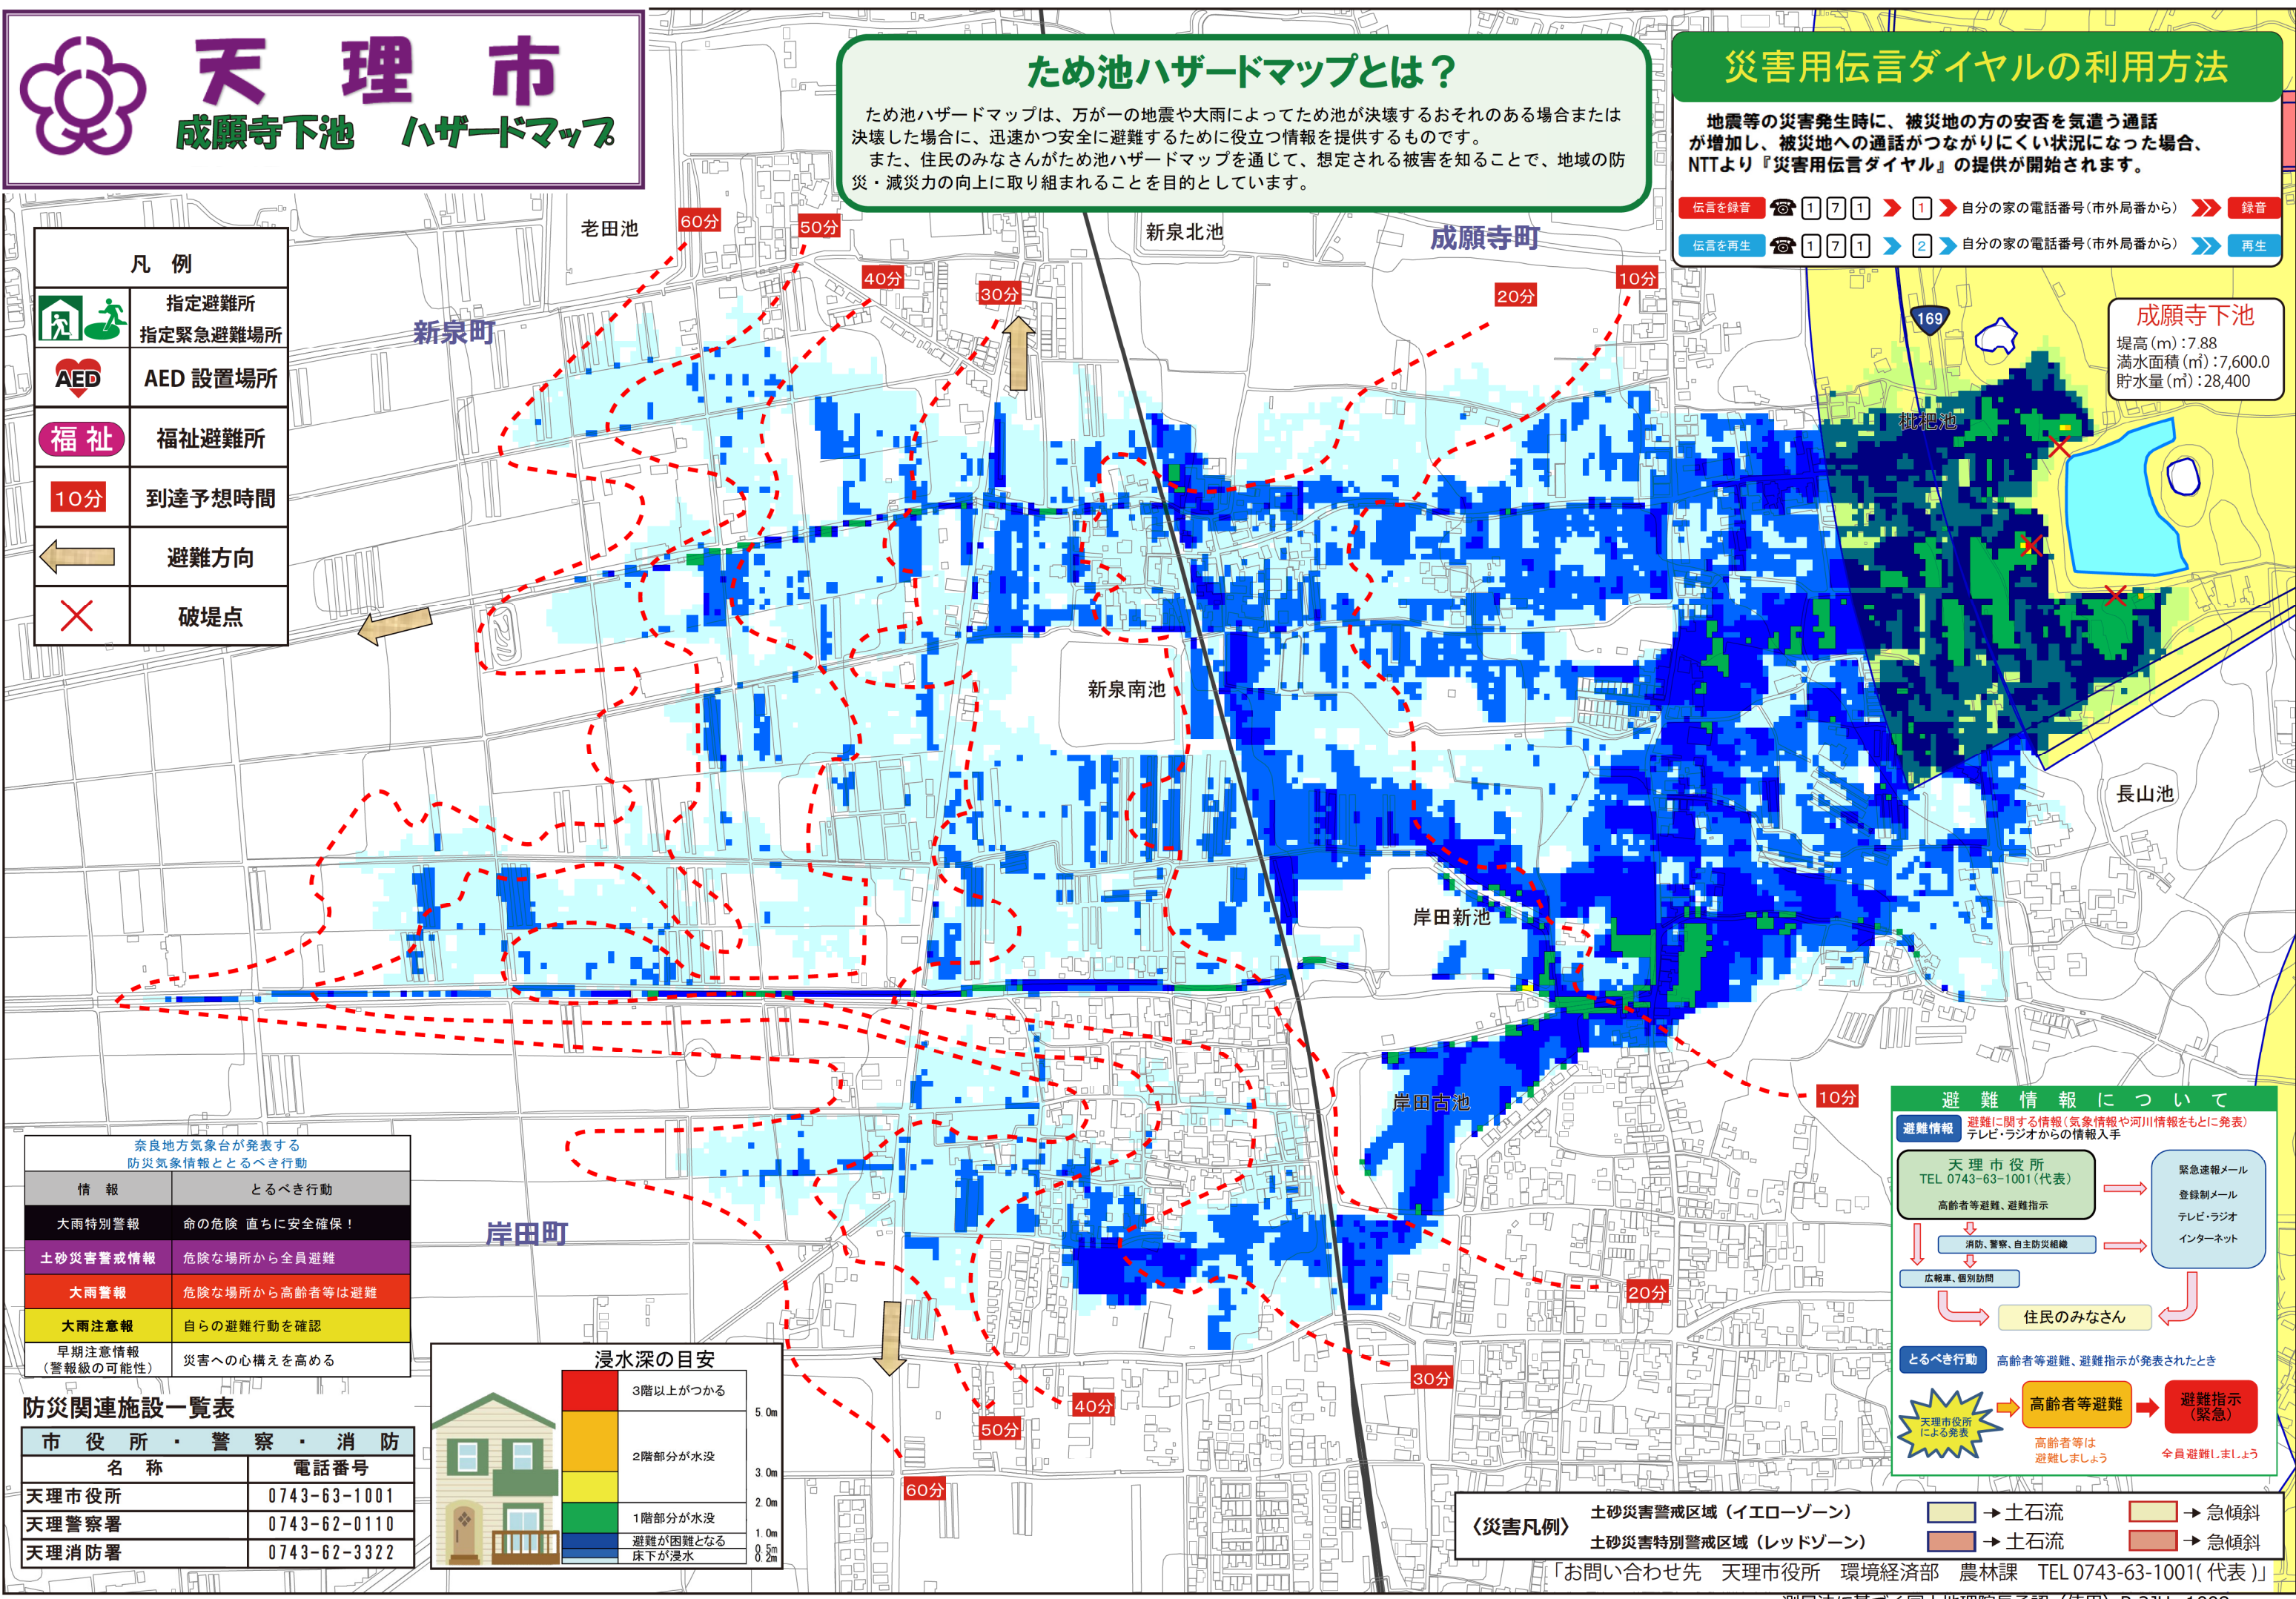 天理市
成願寺下池　ハザードマップ
ため池ハザードマップとは？
ため池ハザードマップは、万が一の地震や大雨によってため池が決壊するおそれのある場合または
決壊した場合に、迅速かつ安全に避難するために役立つ情報を提供するものです。
また、住民のみなさんがため池ハザードマップを通じて、想定される被害を知ることで、地域の防
災・減災力の向上に取り組まれることを目的としています。
災害用伝言ダイヤルの利用方法
地震等の災害発生時に、被災地の方の安否を気遣う通話
が増加し、被災地への通話がつながりにくい状況になった場合、
NTTより『災害用伝言ダイヤル』の提供が開始されます。
伝言を録音 ☎ 1 7 1 1 自分の家の電話番号(市外局番から) 録音
伝言を再生 ☎ 1 7 1 2 自分の家の電話番号(市外局番から) 再生
凡 例
指定避難所
指定緊急避難場所
AED AED 設置場所
福祉 福祉避難所
10分 到達予想時間
避難方向
破堤点
老田池
60分
50分
新泉北池
成願寺町
40分
30分
20分
10分
新泉町
169
成願寺下池
堤高(m):7.88
満水面積(㎡):7,600.0
貯水量(㎥):28,400
枇杷池
新泉南池
長山池
岸田新池
岸田古池
10分
岸田町
20分
30分
40分
50分
60分
奈良地方気象台が発表する
防災気象情報ととるべき行動
情 報 とるべき行動
大雨特別警報 命の危険 直ちに安全確保！
土砂災害警戒情報 危険な場所から全員避難
大雨警報 危険な場所から高齢者等は避難
大雨注意報 自らの避難行動を確認
早期注意情報
(警報級の可能性) 災害への心構えを高める
防災関連施設一覧表
市役所・警察・消防
名 称 電話番号
天理市役所 0743-63-1001
天理警察署 0743-62-0110
天理消防署 0743-62-3322
浸水深の目安
3階以上がつかる
5.0m
2階部分が水没
3.0m
2.0m
1階部分が水没
1.0m
避難が困難となる
0.5m
床下が浸水
0.2m
避難情報について
避難情報 避難に関する情報(気象情報や河川情報をもとに発表)
テレビ・ラジオからの情報入手
天理市役所
TEL 0743-63-1001(代表)
高齢者等避難、避難指示
消防、警察、自主防災組織
広報車、個別訪問
緊急速報メール
登録制メール
テレビ・ラジオ
インターネット
住民のみなさん
とるべき行動 高齢者等避難、避難指示が発表されたとき
天理市役所
による発表
高齢者等避難
避難指示
(緊急)
高齢者等は
避難しましょう
全員避難しましょう
〈災害凡例〉
土砂災害警戒区域（イエローゾーン） →土石流 →急傾斜
土砂災害特別警戒区域（レッドゾーン） →土石流 →急傾斜
「お問い合わせ先　天理市役所　環境経済部　農林課　TEL 0743-63-1001(代表)」